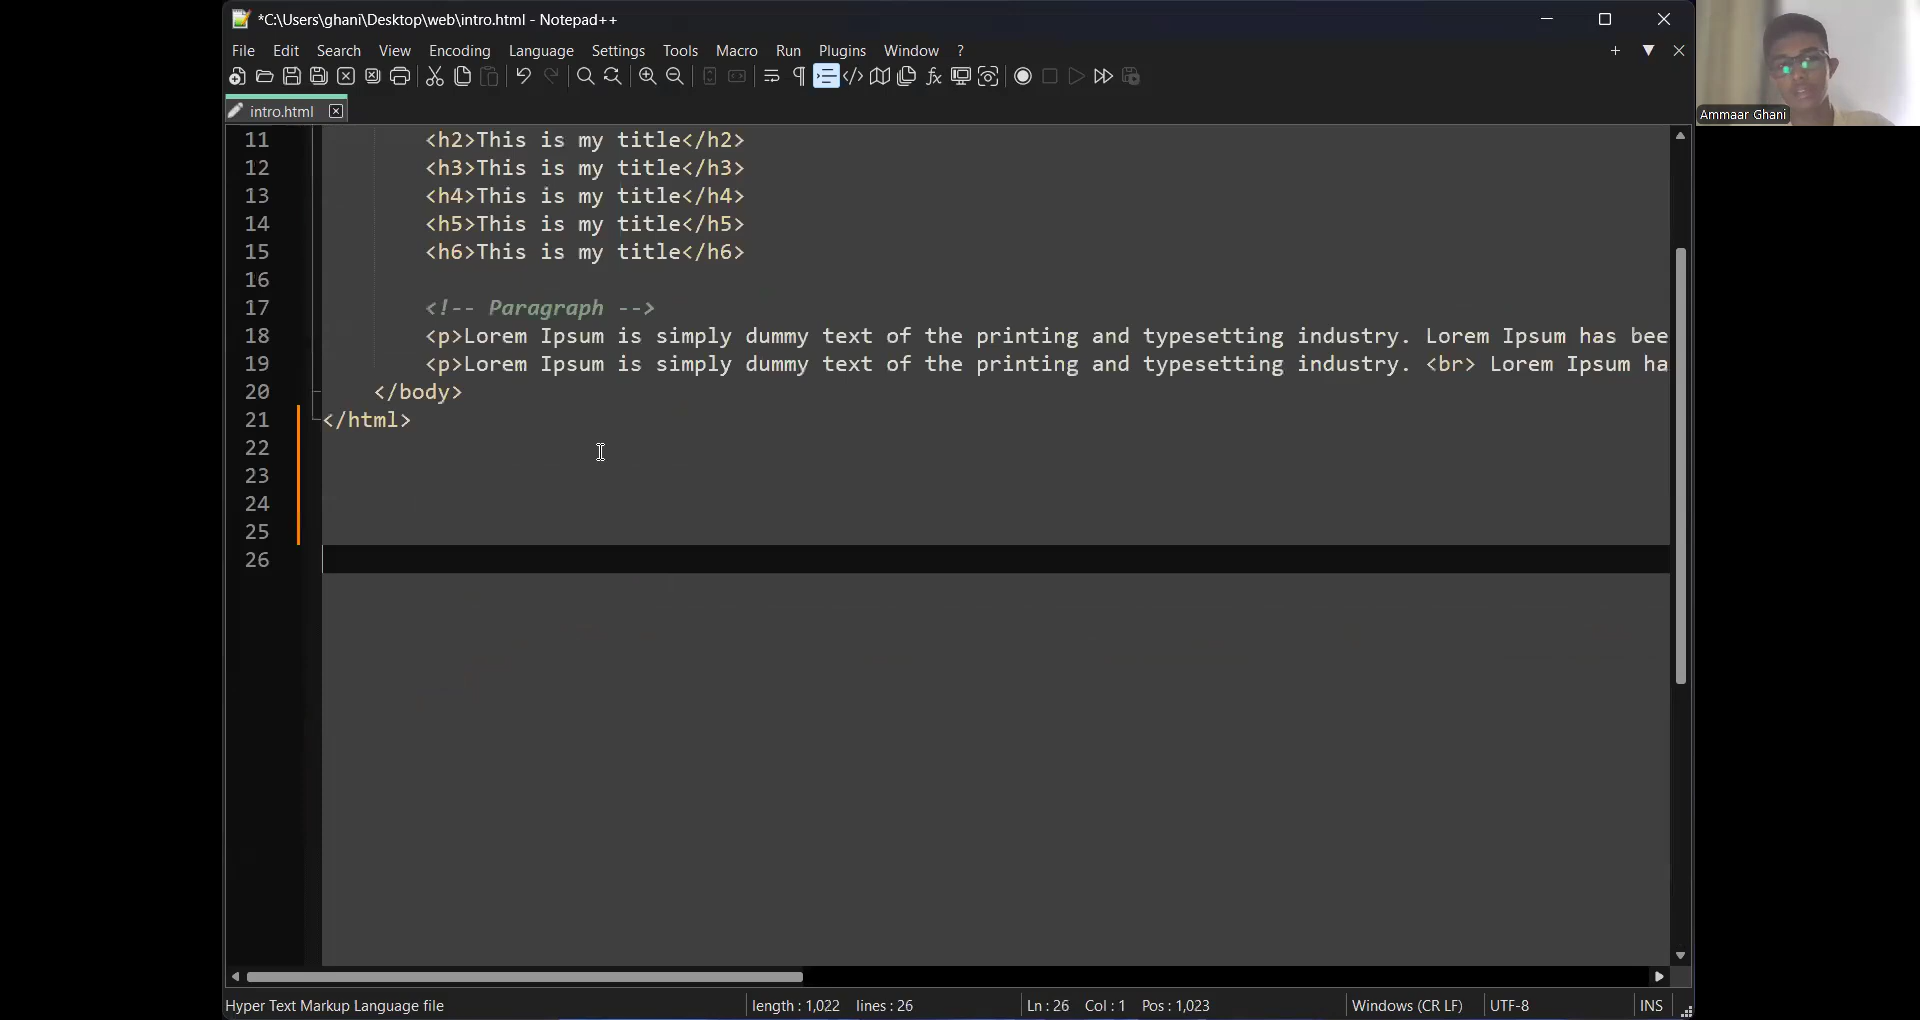 *C:\Users\ghani\Desktop\web\intro.html - Notepad++
File Edit Search View Encoding Language Settings Tools Macro Run Plugins Window ?
intro.html
Ammaar Ghani
11 <h2>This is my title</h2>
12 <h3>This is my title</h3>
13 <h4>This is my title</h4>
14 <h5>This is my title</h5>
15 <h6>This is my title</h6>
16
17 <!-- Paragraph -->
18 <p>Lorem Ipsum is simply dummy text of the printing and typesetting industry. Lorem Ipsum has bee
19 <p>Lorem Ipsum is simply dummy text of the printing and typesetting industry. <br> Lorem Ipsum ha
20 </body>
21 </html>
22
23
24
25
26
Hyper Text Markup Language file length : 1,022 lines : 26 Ln : 26 Col : 1 Pos : 1,023 Windows (CR LF) UTF-8 INS